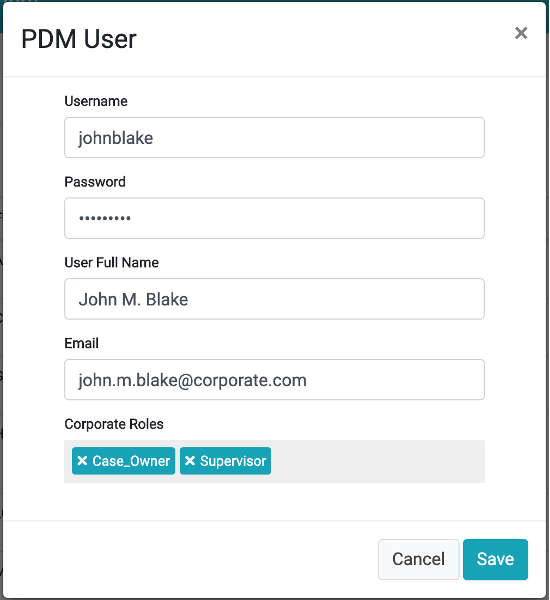 PDM User
×
Username
johnblake
Password
•••••••••
User Full Name
John M. Blake
Email
john.m.blake@corporate.com
Corporate Roles
× Case_Owner × Supervisor
Cancel Save